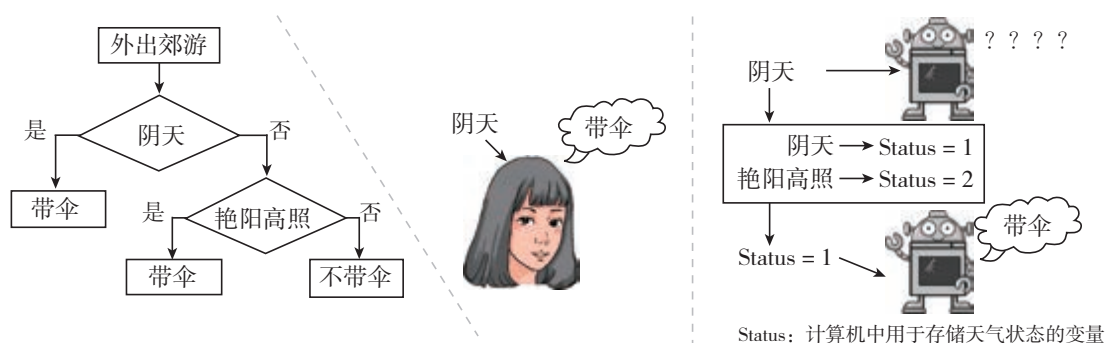 外出郊游
是
阴天
否
带伞
是
艳阳高照
否
带伞
不带伞
阴天
带伞
阴天
？？？？
阴天 → Status = 1
艳阳高照 → Status = 2
Status = 1
带伞
Status：计算机中用于存储天气状态的变量